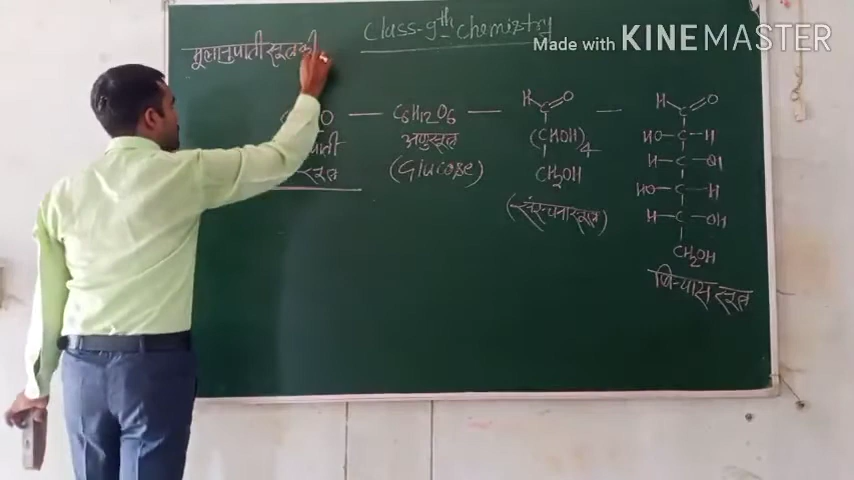 Made with KINEMASTER
Class-9th Chemistry
मूलानुपाती सूत्र की
O — C6H12O6 —
अणुसूत्र
(Glucose)
पाती
सूत्र
H O
(CHOH)4
CH2OH
(संरचना सूत्र)
H O
HO-C-H
H-C-OH
HO-C-H
H-C-OH
CH2OH
विन्यास सूत्र